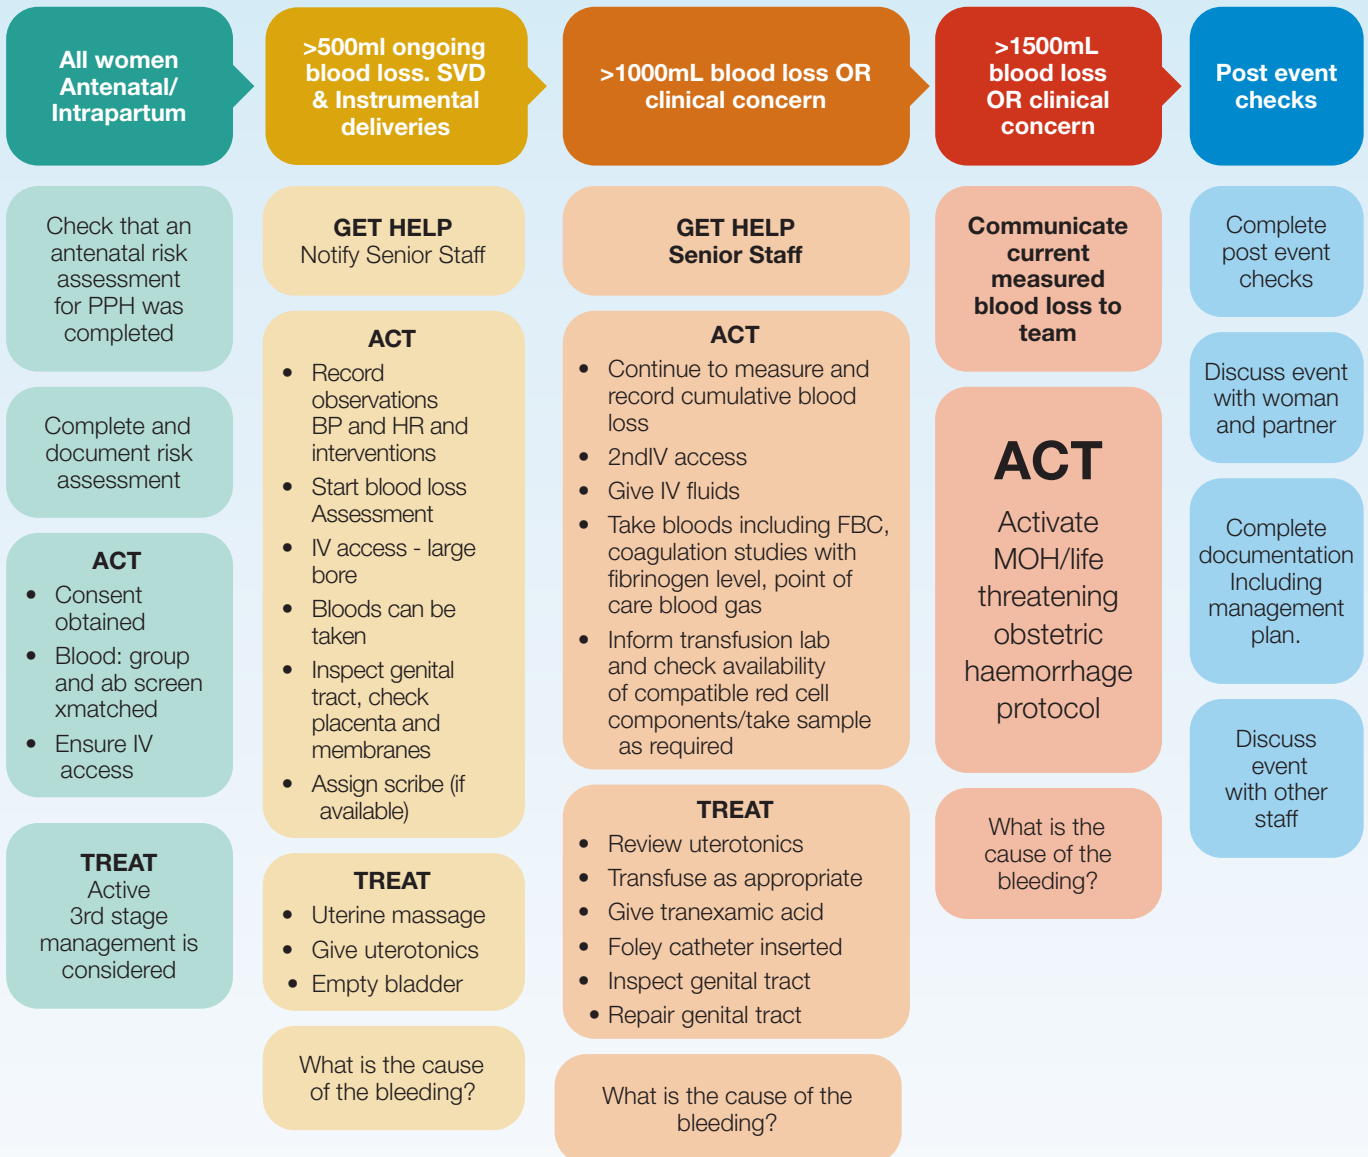 All women
Antenatal/
Intrapartum
>500ml ongoing
blood loss. SVD
& Instrumental
deliveries
>1000mL blood loss OR
clinical concern
>1500mL
blood loss
OR clinical
concern
Post event
checks
Check that an
antenatal risk
assessment
for PPH was
completed
Complete and
document risk
assessment
ACT
• Consent
obtained
• Blood: group
and ab screen
xmatched
• Ensure IV
access
TREAT
Active
3rd stage
management is
considered
GET HELP
Notify Senior Staff
ACT
• Record
observations
BP and HR and
interventions
• Start blood loss
Assessment
• IV access - large
bore
• Bloods can be
taken
• Inspect genital
tract, check
placenta and
membranes
• Assign scribe (if
available)
TREAT
• Uterine massage
• Give uterotonics
• Empty bladder
What is the cause
of the bleeding?
GET HELP
Senior Staff
ACT
• Continue to measure and
record cumulative blood
loss
• 2ndIV access
• Give IV fluids
• Take bloods including FBC,
coagulation studies with
fibrinogen level, point of
care blood gas
• Inform transfusion lab
and check availability
of compatible red cell
components/take sample
as required
TREAT
• Review uterotonics
• Transfuse as appropriate
• Give tranexamic acid
• Foley catheter inserted
• Inspect genital tract
• Repair genital tract
What is the cause of the
bleeding?
Communicate
current
measured
blood loss to
team
ACT
Activate
MOH/life
threatening
obstetric
haemorrhage
protocol
What is the
cause of the
bleeding?
Complete
post event
checks
Discuss event
with woman
and partner
Complete
documentation
Including
management
plan.
Discuss
event
with other
staff